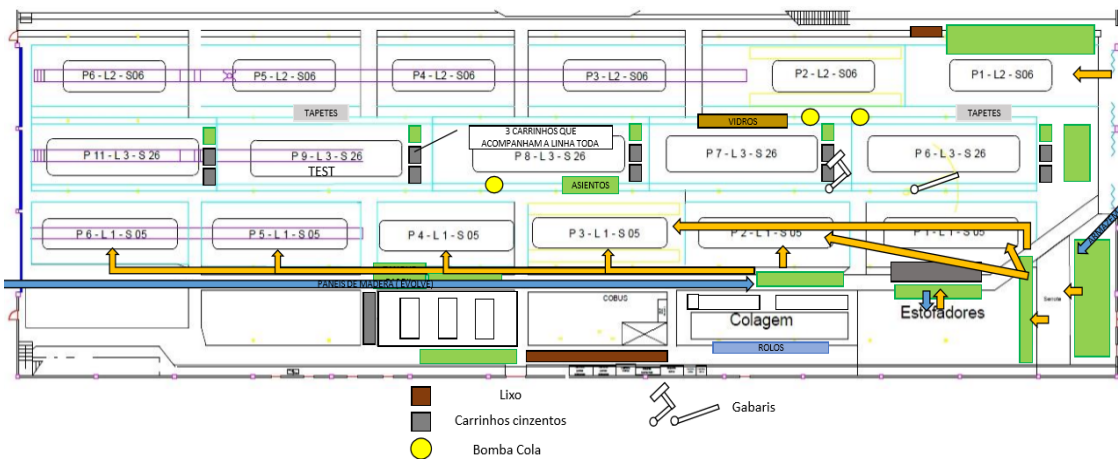 P6 - L2 - S06
P5 - L2 - S06
P4 - L2 - S06
P3 - L2 - S06
P2 - L2 - S06
P1 - L2 - S06
TAPETES
VIDROS
TAPETES
3 CARRINHOS QUE
ACOMPANHAM A LINHA TODA
P 11 - L 3 - S 26
P 9 - L 3 - S 26
TEST
P 8 - L 3 - S 26
P 7 - L 3 - S 26
P 6 - L 3 - S 26
ASIENTOS
P 6 - L 1 - S 05
P 5 - L 1 - S 05
P 4 - L 1 - S 05
P 3 - L 1 - S 05
P 2 - L 1 - S 05
P 1 - L 1 - S 05
PANEIS DE MADERA ( EVOLVE)
COBUS
Colagem
Estofadores
ROLOS
Lixo
Carrinhos cinzentos
Bomba Cola
Gabaris